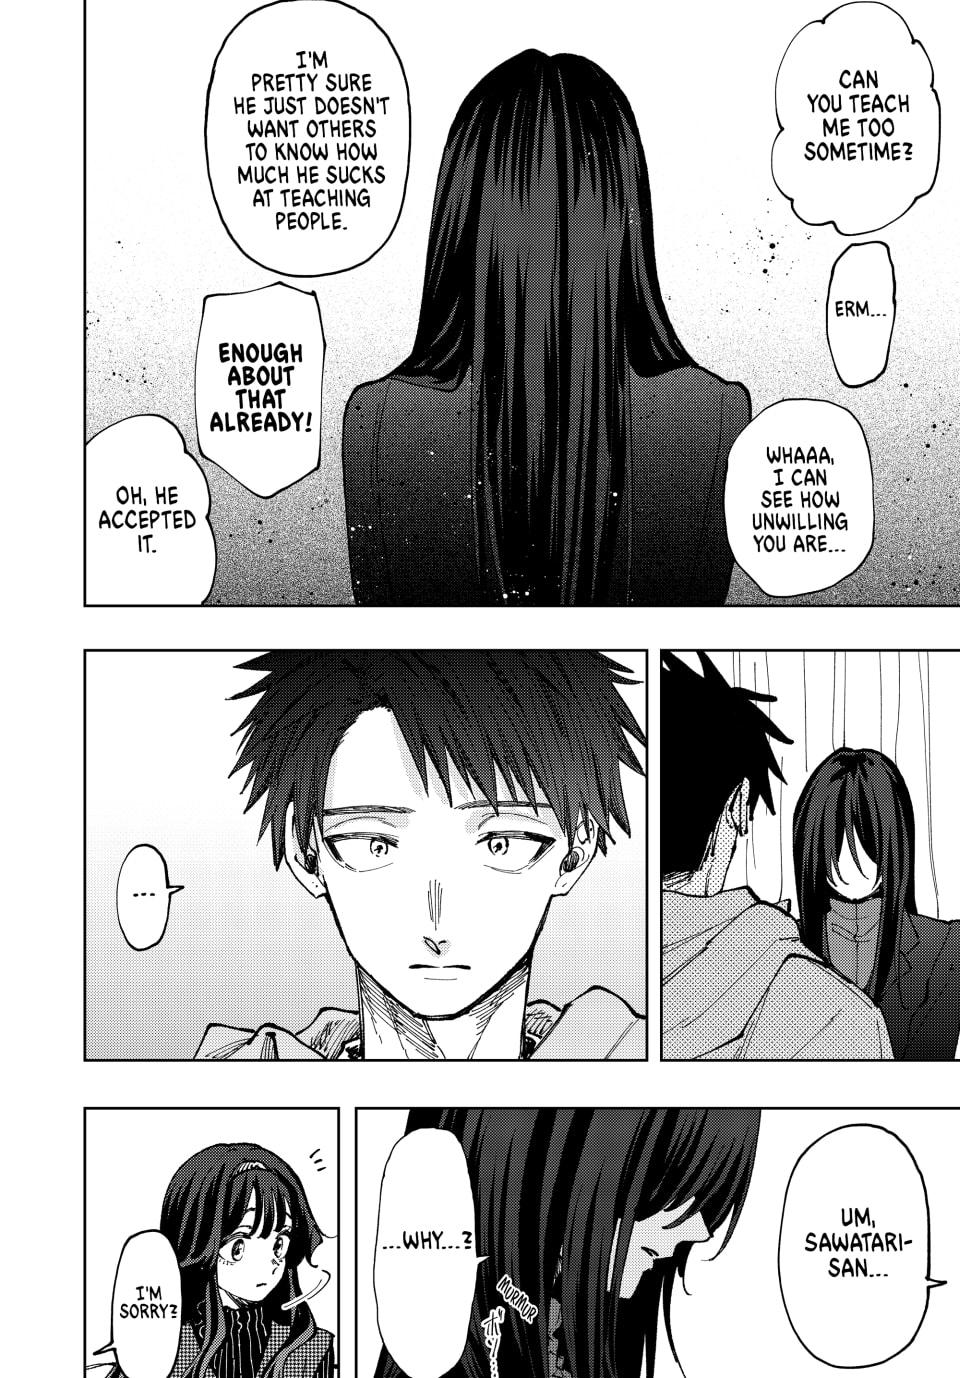 CAN
YOU TEACH
ME TOO
SOMETIME?
ERM...
WHAAA,
I CAN
SEE HOW
UNWILLING
YOU ARE...
I'M
PRETTY SURE
HE JUST DOESN'T
WANT OTHERS
TO KNOW HOW
MUCH HE SUCKS
AT TEACHING
PEOPLE.
ENOUGH
ABOUT
THAT
ALREADY!
OH, HE
ACCEPTED
IT.
...
UM,
SAWATARI-
SAN...
...WHY...?
MURMUR
ボソ…
I'M
SORRY?